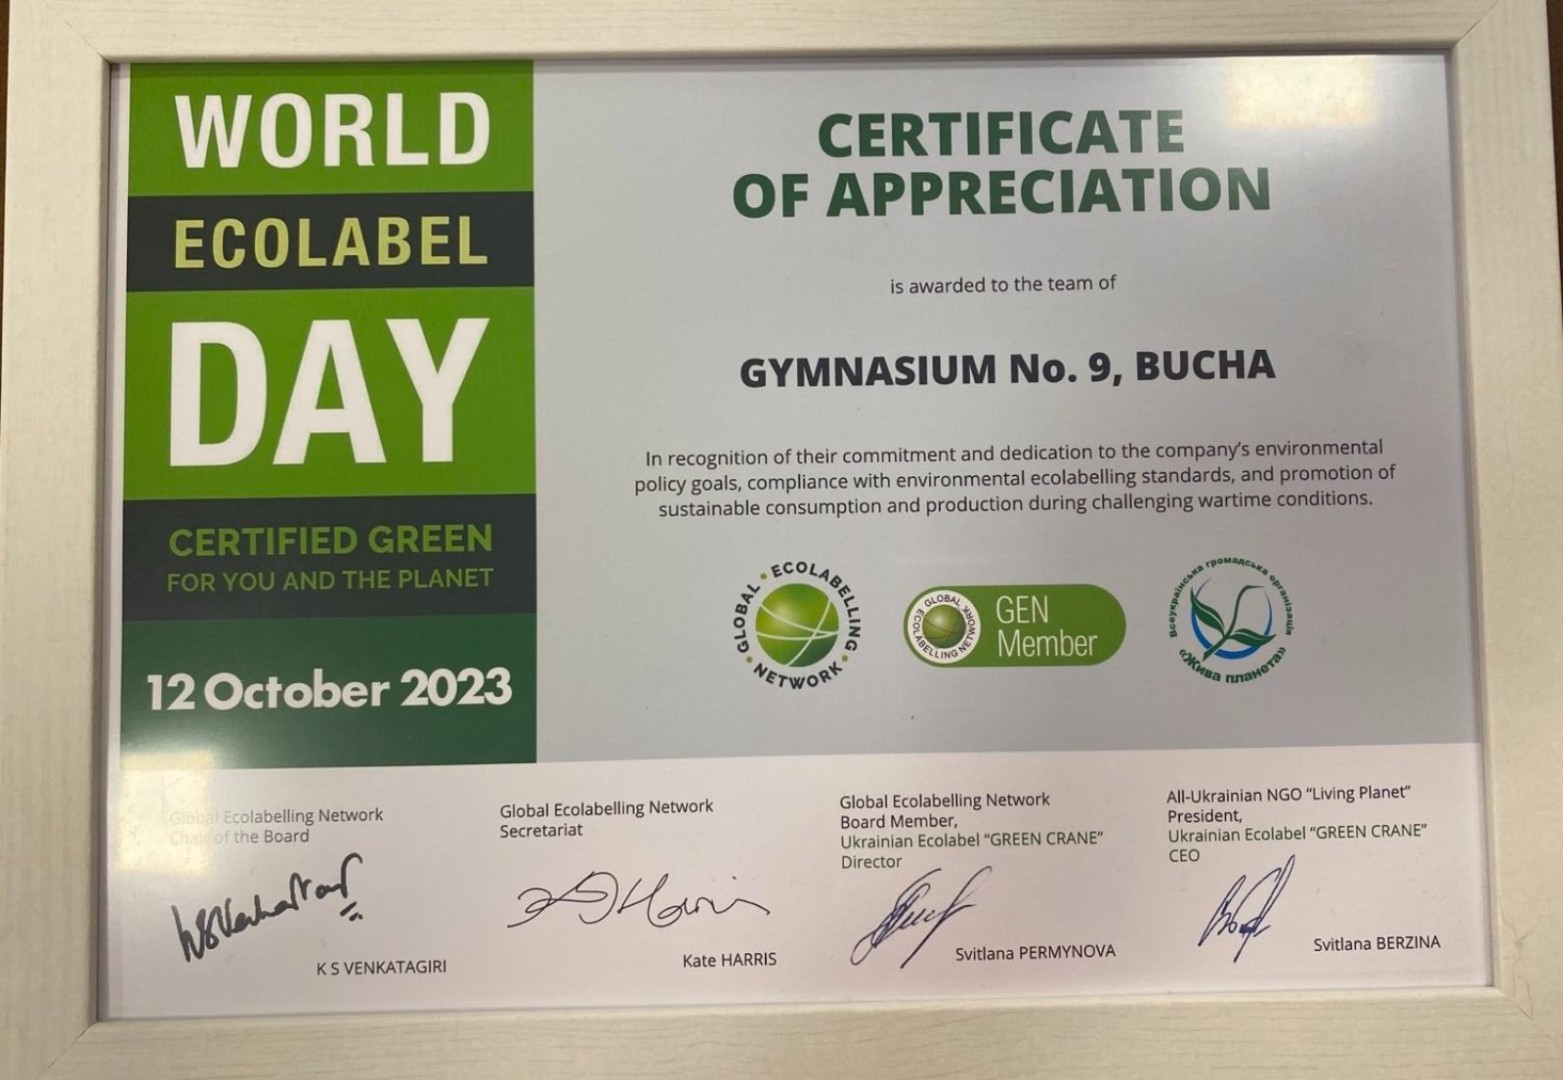 WORLD
ECOLABEL
DAY
CERTIFIED GREEN
FOR YOU AND THE PLANET
12 October 2023
CERTIFICATE
OF APPRECIATION
is awarded to the team of
GYMNASIUM No. 9, BUCHA
In recognition of their commitment and dedication to the company's environmental
policy goals, compliance with environmental ecolabelling standards, and promotion of
sustainable consumption and production during challenging wartime conditions.
GLOBAL • ECOLABELLING • NETWORK •
GLOBAL ECOLABELLING NETWORK
GEN
Member
Всеукраїнська громадська організація
«Жива планета»
Global Ecolabelling Network
Chair of the Board
K S VENKATAGIRI
Global Ecolabelling Network
Secretariat
Kate HARRIS
Global Ecolabelling Network
Board Member,
Ukrainian Ecolabel “GREEN CRANE”
Director
Svitlana PERMYNOVA
All-Ukrainian NGO “Living Planet”
President,
Ukrainian Ecolabel “GREEN CRANE”
CEO
Svitlana BERZINA